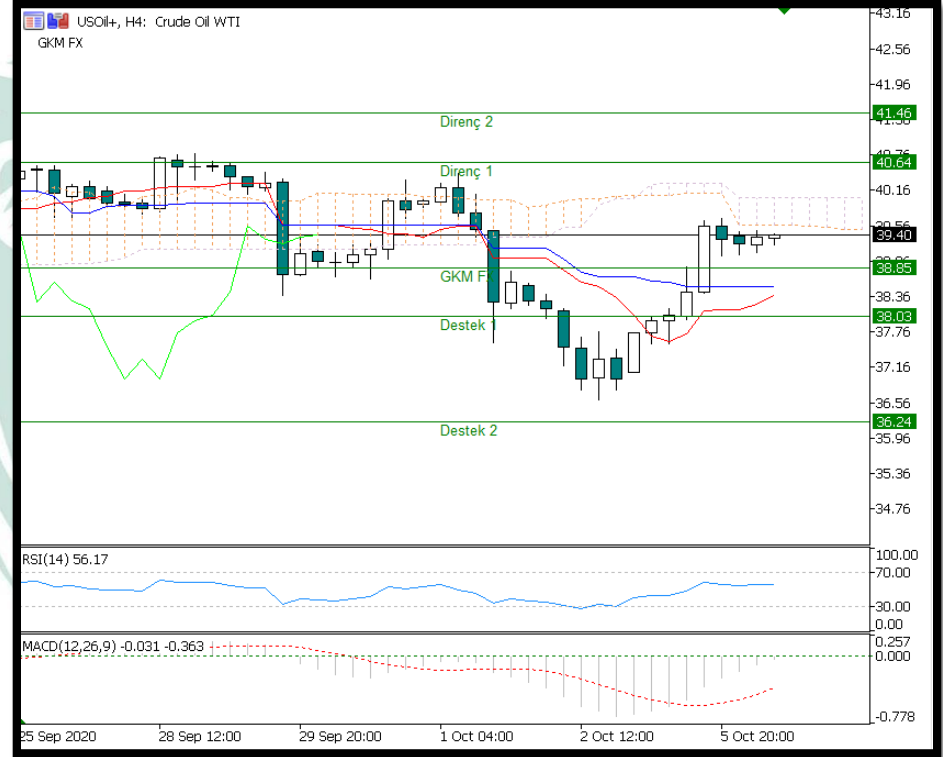 USOil+, H4: Crude Oil WTI
GKM FX
43.16
42.56
41.96
41.46
Direnç 2
40.76
40.64
Direnç 1
40.16
39.56
39.40
38.85
GKM F
38.36
38.03
Destek 1
37.76
37.16
36.56
36.24
Destek 2
35.96
35.36
34.76
RSI(14) 56.17
100.00
70.00
30.00
0.00
MACD(12,26,9) -0.031 -0.363
0.257
0.000
-0.778
25 Sep 2020 28 Sep 12:00 29 Sep 20:00 1 Oct 04:00 2 Oct 12:00 5 Oct 20:00